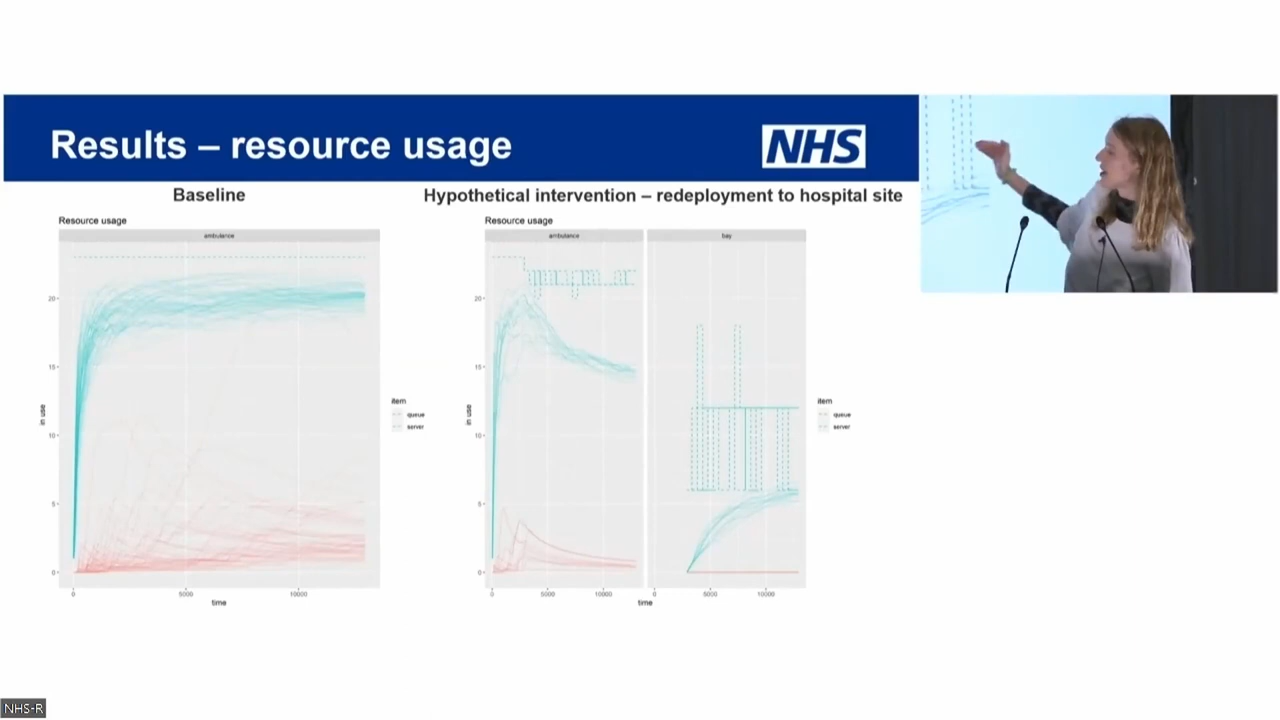 Results – resource usage
NHS
Baseline
Hypothetical intervention – redeployment to hospital site
Resource usage
ambulance
20
15
10
5
0
in use
0
5000
10000
time
item
queue
server
Resource usage
ambulance
bay
20
15
10
5
0
in use
0
5000
10000
0
5000
10000
time
item
queue
server
NHS-R